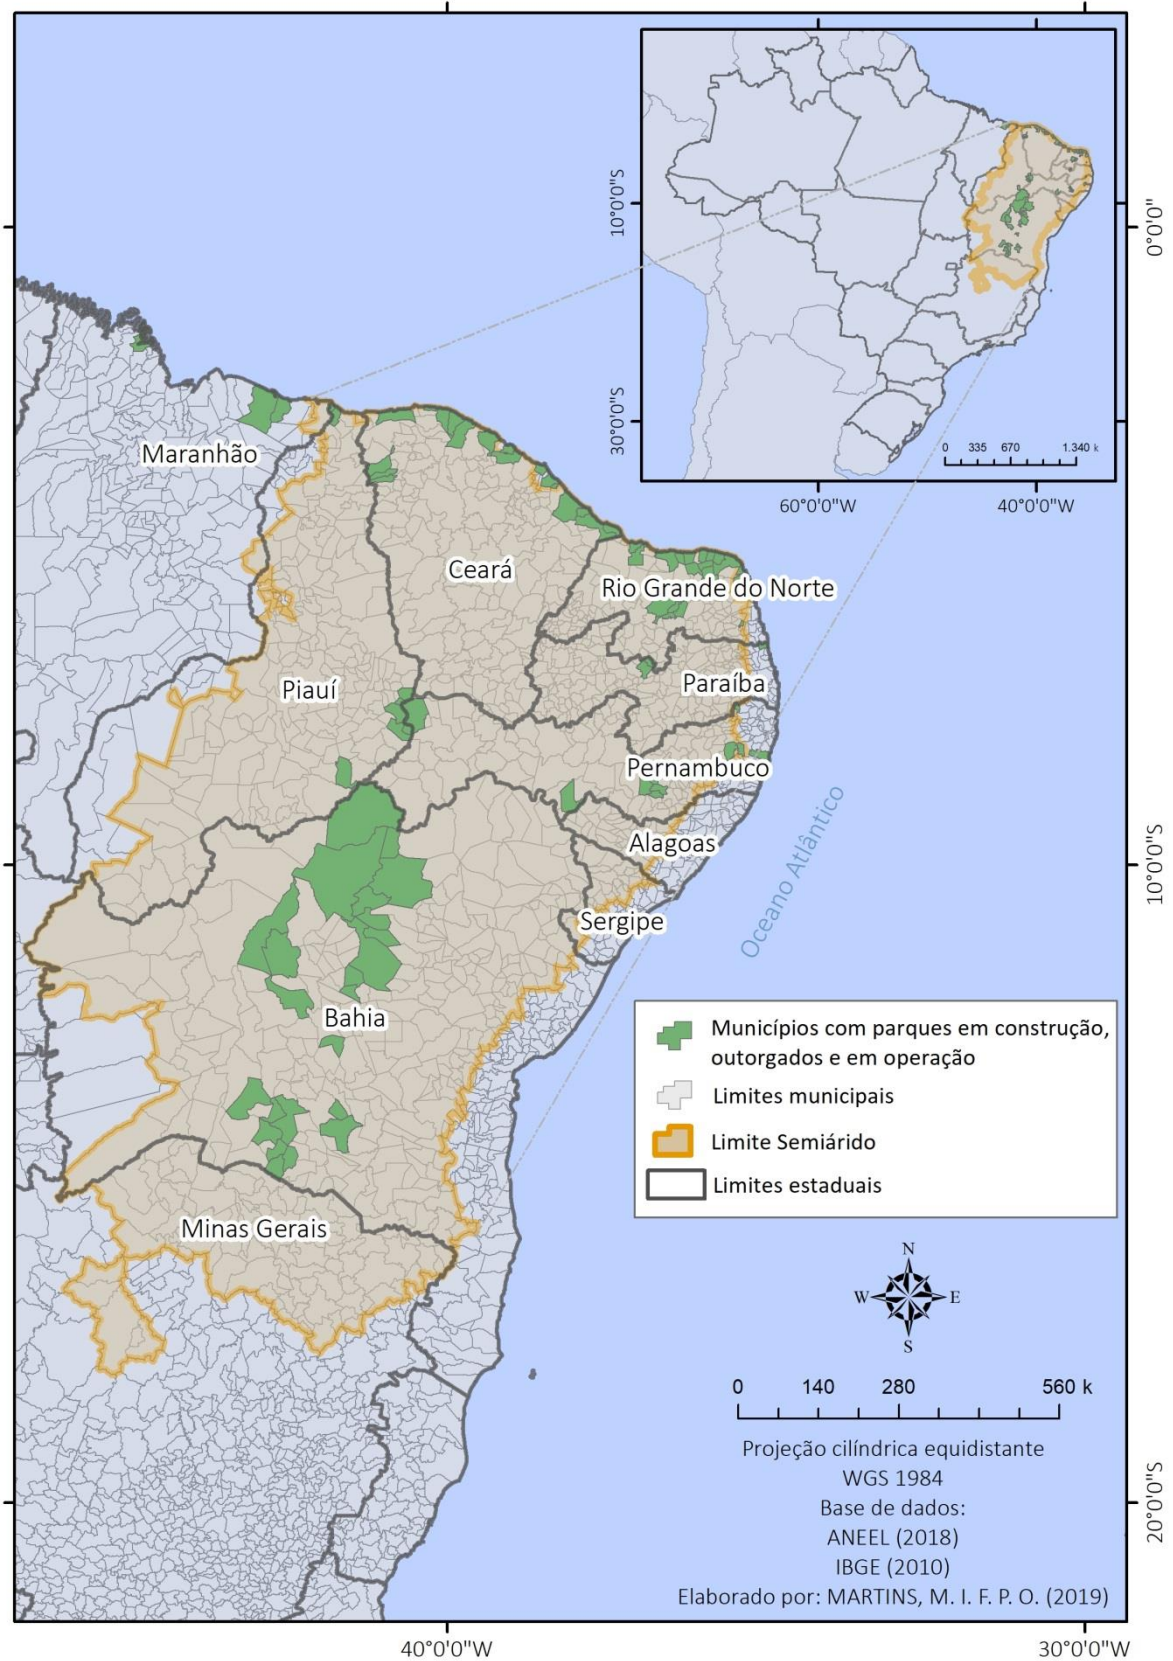 10°0'0"S
30°0'0"S
0 335 670 1.340 k
60°0'0"W
40°0'0"W
0°0'0"
Maranhão
Ceará
Rio Grande do Norte
Piauí
Paraíba
Pernambuco
Alagoas
Sergipe
Bahia
Minas Gerais
Oceano Atlântico
10°0'0"S
Municípios com parques em construção,
outorgados e em operação
Limites municipais
Limite Semiárido
Limites estaduais
N
W E
S
0 140 280 560 k
Projeção cilíndrica equidistante
WGS 1984
Base de dados:
ANEEL (2018)
IBGE (2010)
Elaborado por: MARTINS, M. I. F. P. O. (2019)
20°0'0"S
40°0'0"W
30°0'0"W